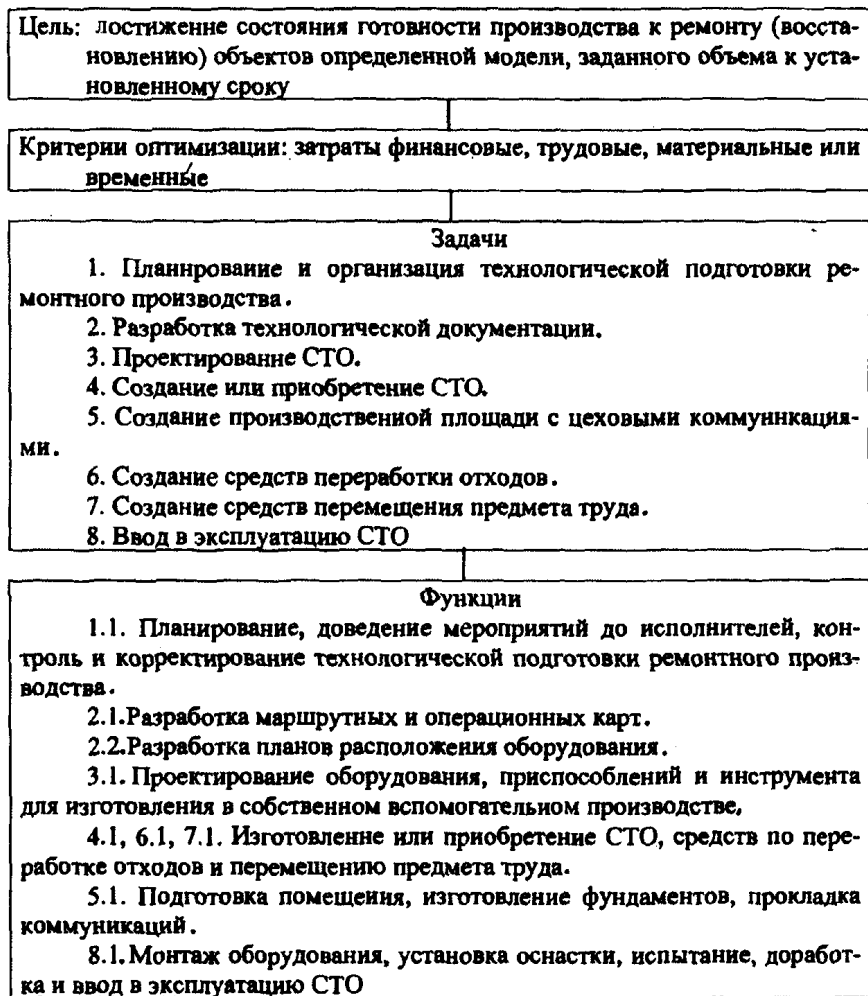 Цель: достижение состояния готовности производства к ремонту (восста-
новлению) объектов определенной модели, заданного объема к уста-
новленному сроку
Критерии оптимизации: затраты финансовые, трудовые, материальные или
временные
Задачи
1. Планирование и организация технологической подготовки ре-
монтного производства.
2. Разработка технологической документации.
3. Проектирование СТО.
4. Создание или приобретение СТО.
5. Создание производственной площади с цеховыми коммуникация-
ми.
6. Создание средств переработки отходов.
7. Создание средств перемещения предмета труда.
8. Ввод в эксплуатацию СТО
Функции
1.1. Планирование, доведение мероприятий до исполнителей, кон-
троль и корректирование технологической подготовки ремонтного произ-
водства.
2.1.Разработка маршрутных и операционных карт.
2.2.Разработка планов расположения оборудования.
3.1. Проектирование оборудования, приспособлений и инструмента
для изготовления в собственном вспомогательном производстве,
4.1, 6.1, 7.1. Изготовление или приобретение СТО, средств по пере-
работке отходов и перемещению предмета труда.
5.1. Подготовка помещения, изготовление фундаментов, прокладка
коммуникаций.
8.1.Монтаж оборудования, установка оснастки, испытание, доработ-
ка и ввод в эксплуатацию СТО